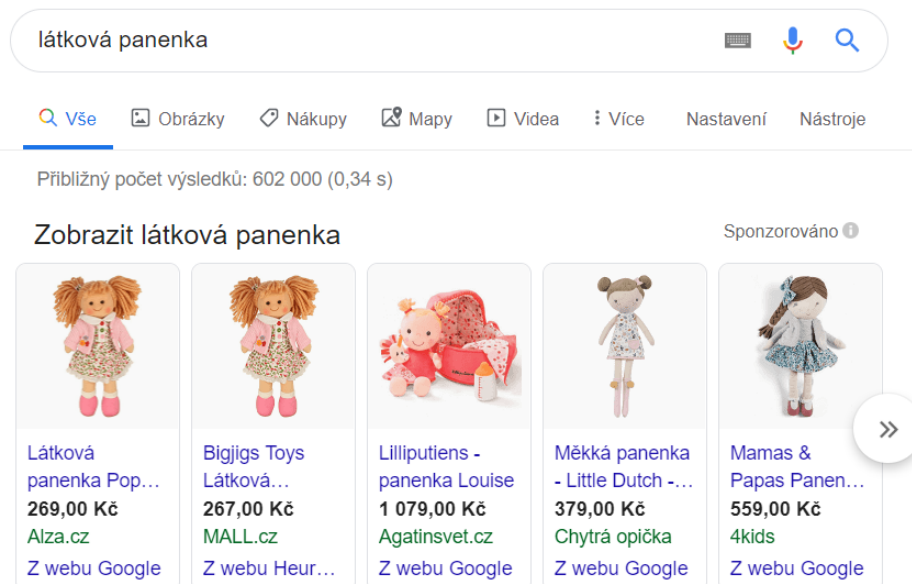 látková panenka
Vše Obrázky Nákupy Mapy Videa Více Nastavení Nástroje
Přibližný počet výsledků: 602 000 (0,34 s)
Zobrazit látková panenka
Sponzorováno
Látková
panenka Pop…
269,00 Kč
Alza.cz
Z webu Google
Bigjigs Toys
Látková…
267,00 Kč
MALL.cz
Z webu Heur…
Lilliputiens -
panenka Louise
1 079,00 Kč
Agatinsvet.cz
Z webu Google
Měkká panenka
- Little Dutch -…
379,00 Kč
Chytrá opička
Z webu Google
Mamas &
Papas Panen…
559,00 Kč
4kids
Z webu Google